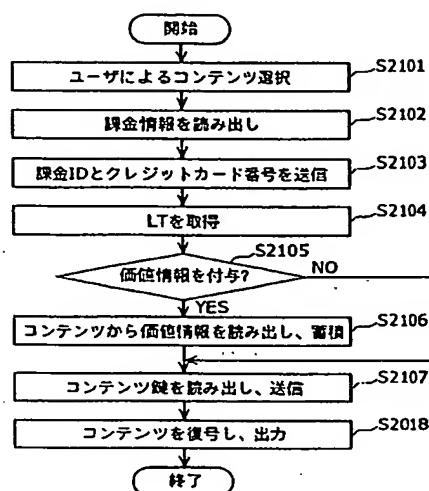 開始
ユーザによるコンテンツ選択 S2101
課金情報を読み出し S2102
課金IDとクレジットカード番号を送信 S2103
LTを取得 S2104
価値情報を付与? S2105
NO
YES
コンテンツから価値情報を読み出し、蓄積 S2106
コンテンツ鍵を読み出し、送信 S2107
コンテンツを復号し、出力 S2018
終了